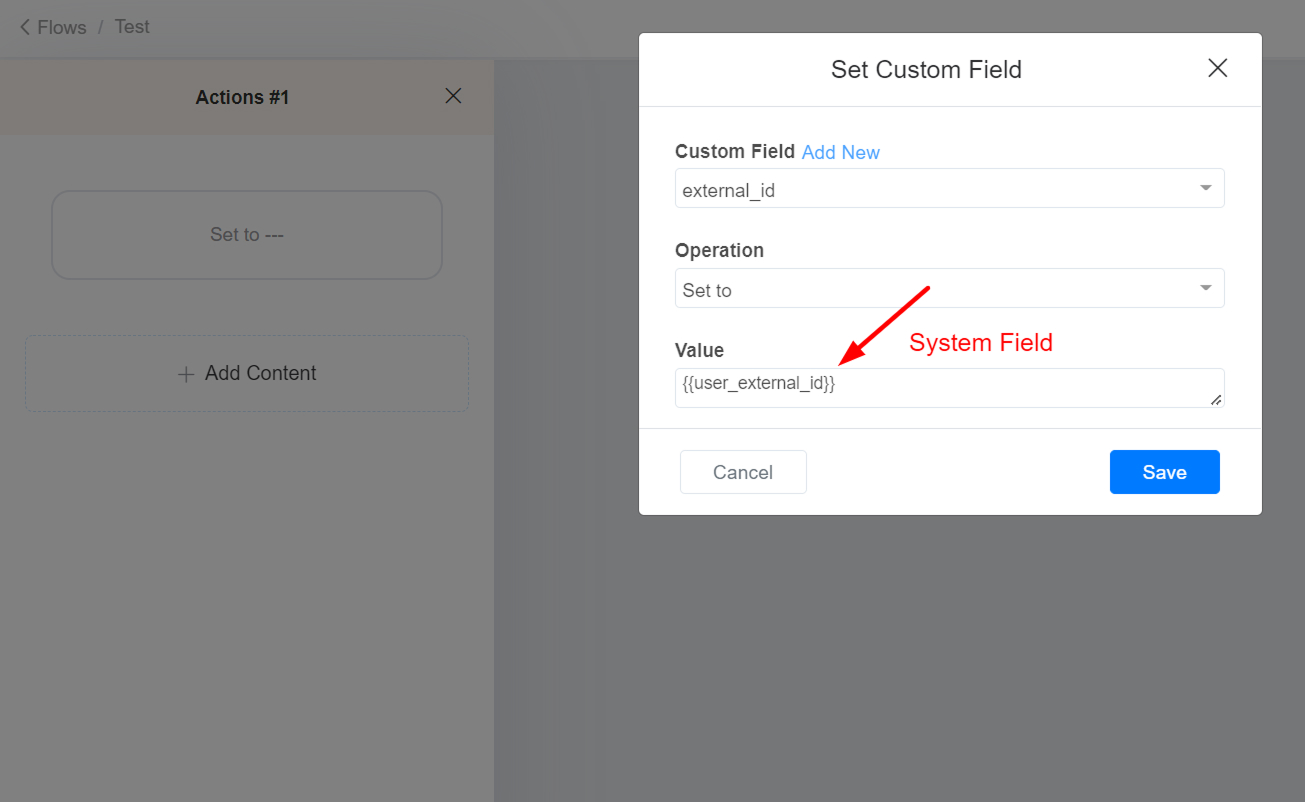 Flows / Test
Actions #1
Set to ---
Add Content
Set Custom Field
Custom Field Add New
external_id
Operation
Set to
System Field
Value
{{user_external_id}}
Cancel
Save